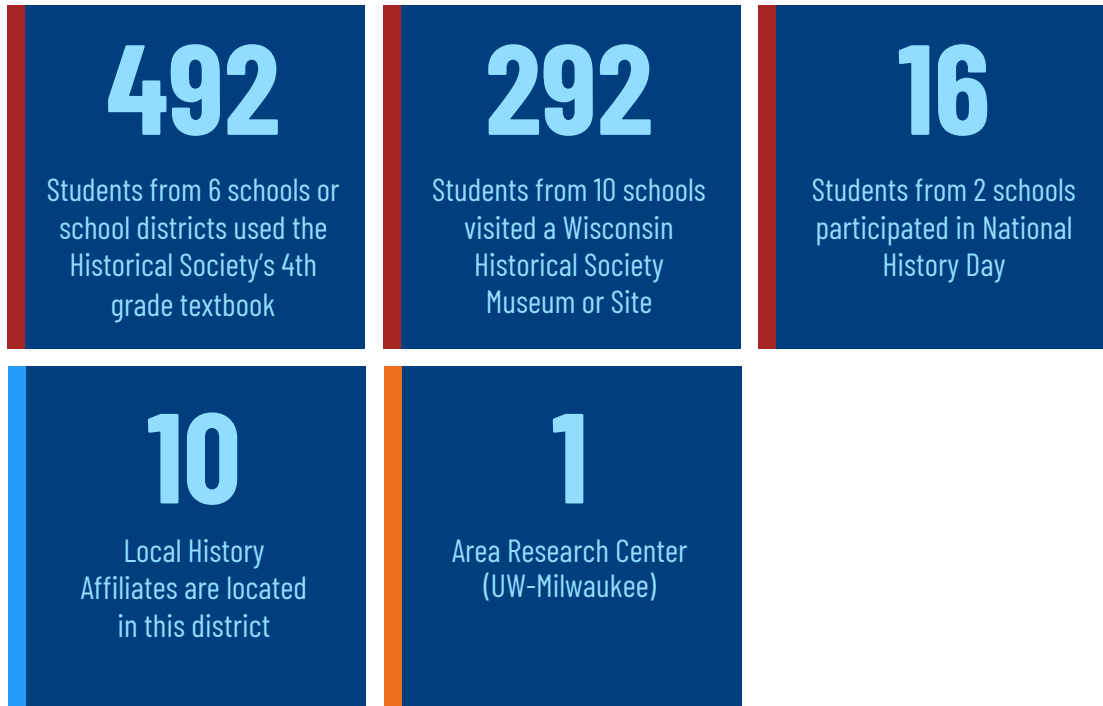 492
Students from 6 schools or
school districts used the
Historical Society’s 4th
grade textbook
292
Students from 10 schools
visited a Wisconsin
Historical Society
Museum or Site
16
Students from 2 schools
participated in National
History Day
10
Local History
Affiliates are located
in this district
1
Area Research Center
(UW-Milwaukee)